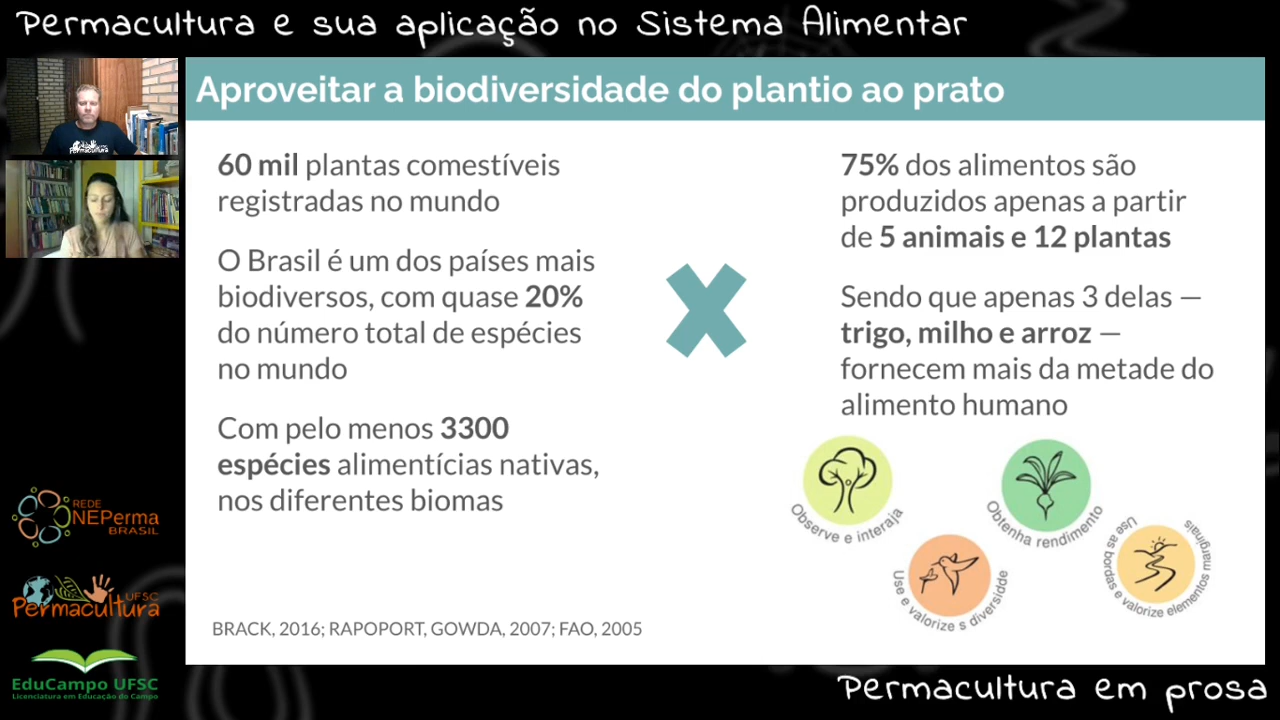 Permacultura e sua aplicação no Sistema Alimentar
Aproveitar a biodiversidade do plantio ao prato
60 mil plantas comestíveis
registradas no mundo
O Brasil é um dos países mais
biodiversos, com quase 20%
do número total de espécies
no mundo
Com pelo menos 3300
espécies alimentícias nativas,
nos diferentes biomas
75% dos alimentos são
produzidos apenas a partir
de 5 animais e 12 plantas
Sendo que apenas 3 delas —
trigo, milho e arroz —
fornecem mais da metade do
alimento humano
Observe e interaja
Obtenha rendimento
Use e valorize s diversidde
Use as bordas e valorize elementos marginais
BRACK, 2016; RAPOPORT, GOWDA, 2007; FAO, 2005
Permacultura
REDE
NEPerma
BRASIL
UFSC
Permacultura
EduCampo UFSC
Licenciatura em Educação do Campo
Permacultura em prosa